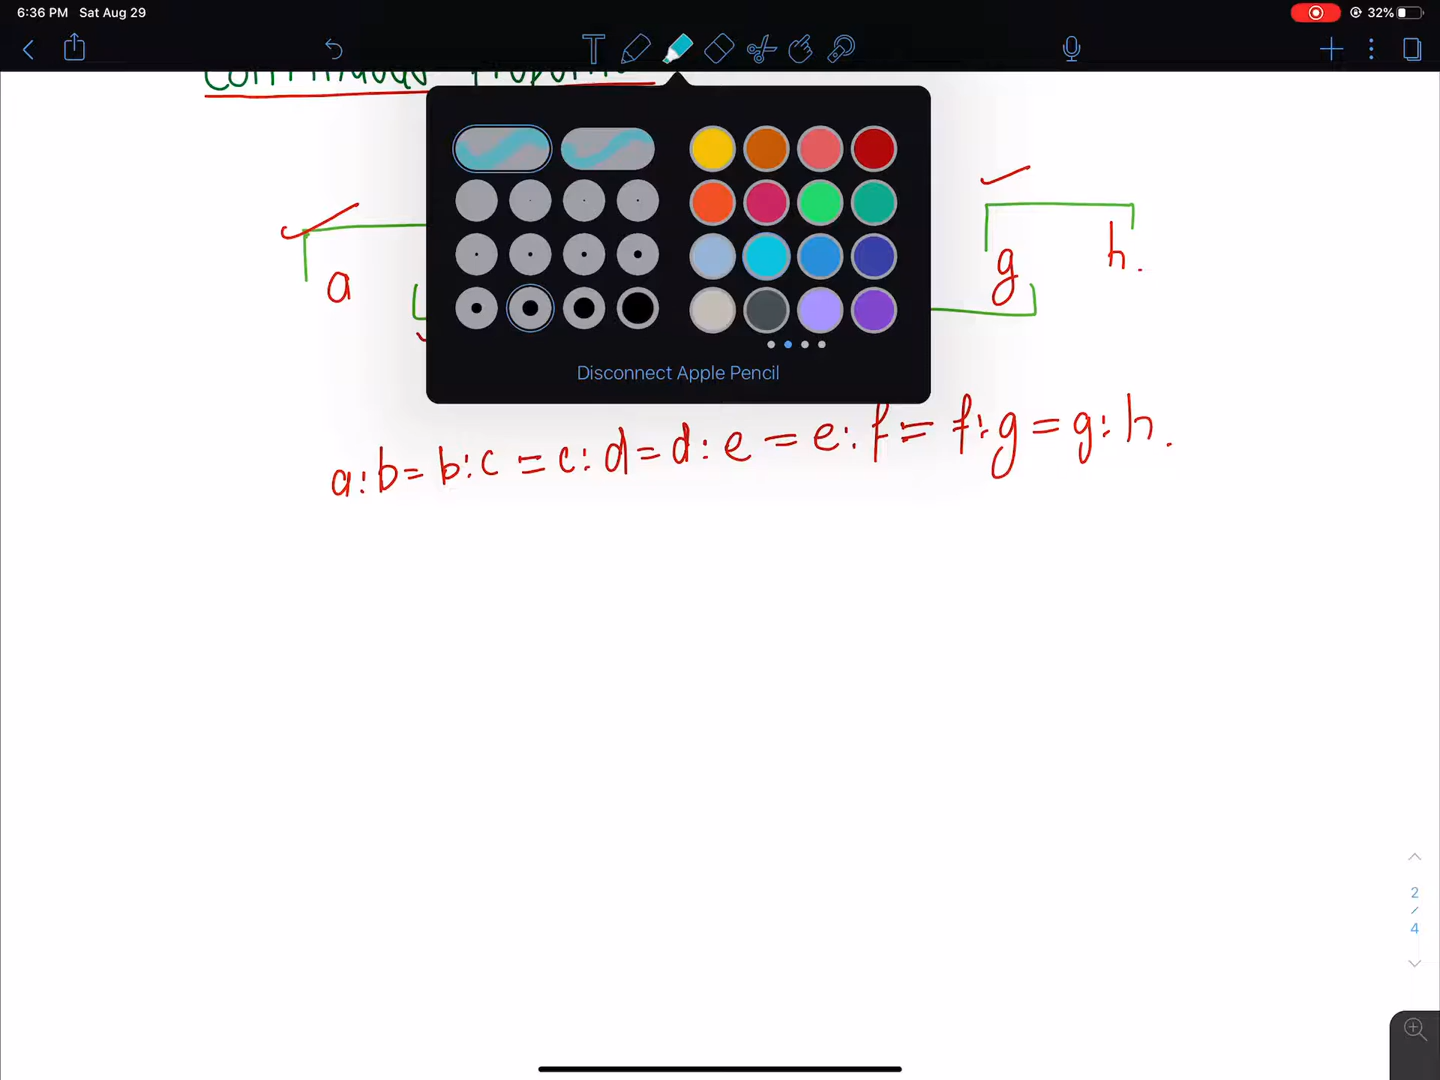 6:36 PM Sat Aug 29
32%
a
g
h.
Disconnect Apple Pencil
a:b = b:c = c:d = d:e = e:f = f:g = g:h.
2
/
4